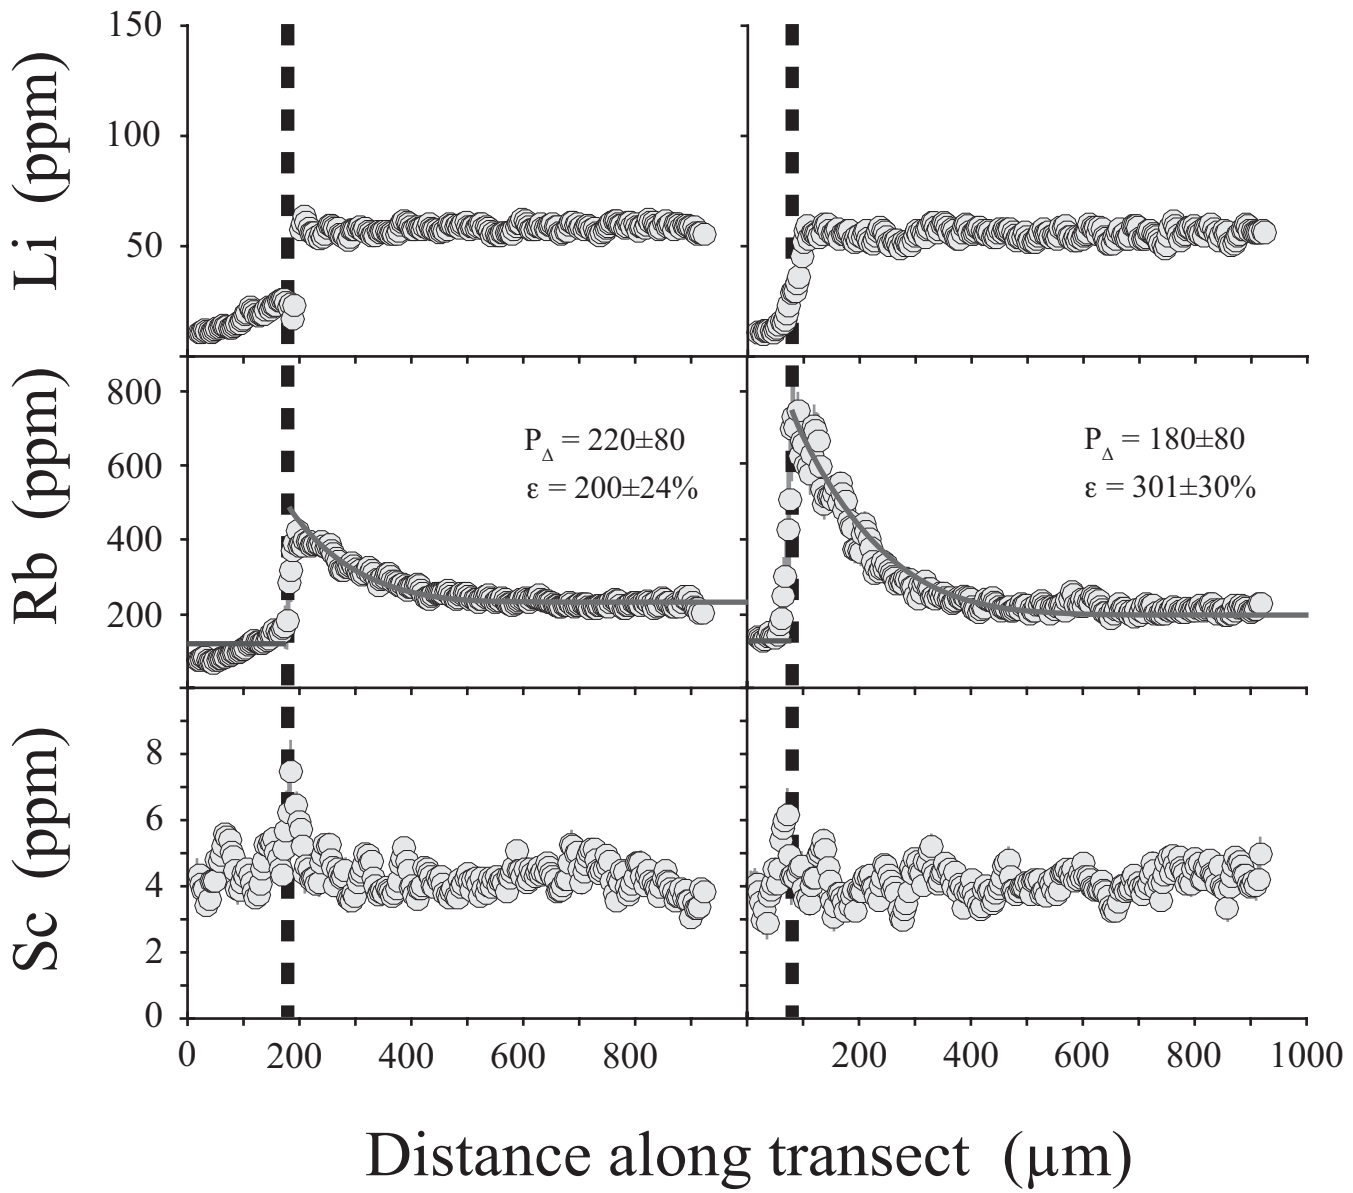 Li (ppm)
150
100
50
Rb (ppm)
800
600
400
200
P_Δ = 220±80
ε = 200±24%
P_Δ = 180±80
ε = 301±30%
Sc (ppm)
8
6
4
2
0
0 200 400 600 800 200 400 600 800 1000
Distance along transect (µm)